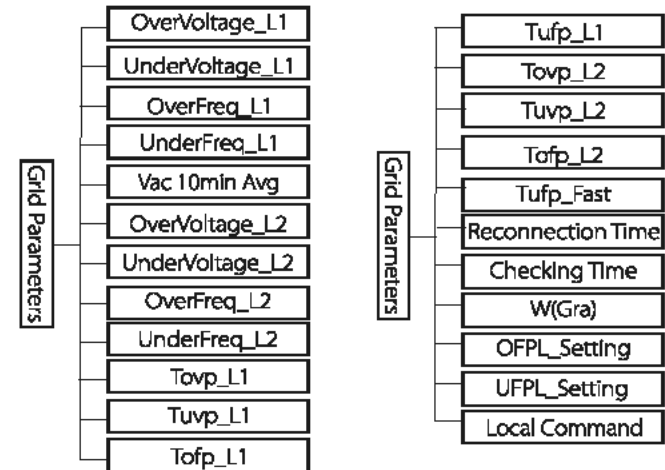 Grid Parameters
OverVoltage_L1
UnderVoltage_L1
OverFreq_L1
UnderFreq_L1
Vac 10min Avg
OverVoltage_L2
UnderVoltage_L2
OverFreq_L2
UnderFreq_L2
Tovp_L1
Tuvp_L1
Tofp_L1
Grid Parameters
Tufp_L1
Tovp_L2
Tuvp_L2
Tofp_L2
Tufp_Fast
Reconnection Time
Checking Time
W(Gra)
OFPL_Setting
UFPL_Setting
Local Command